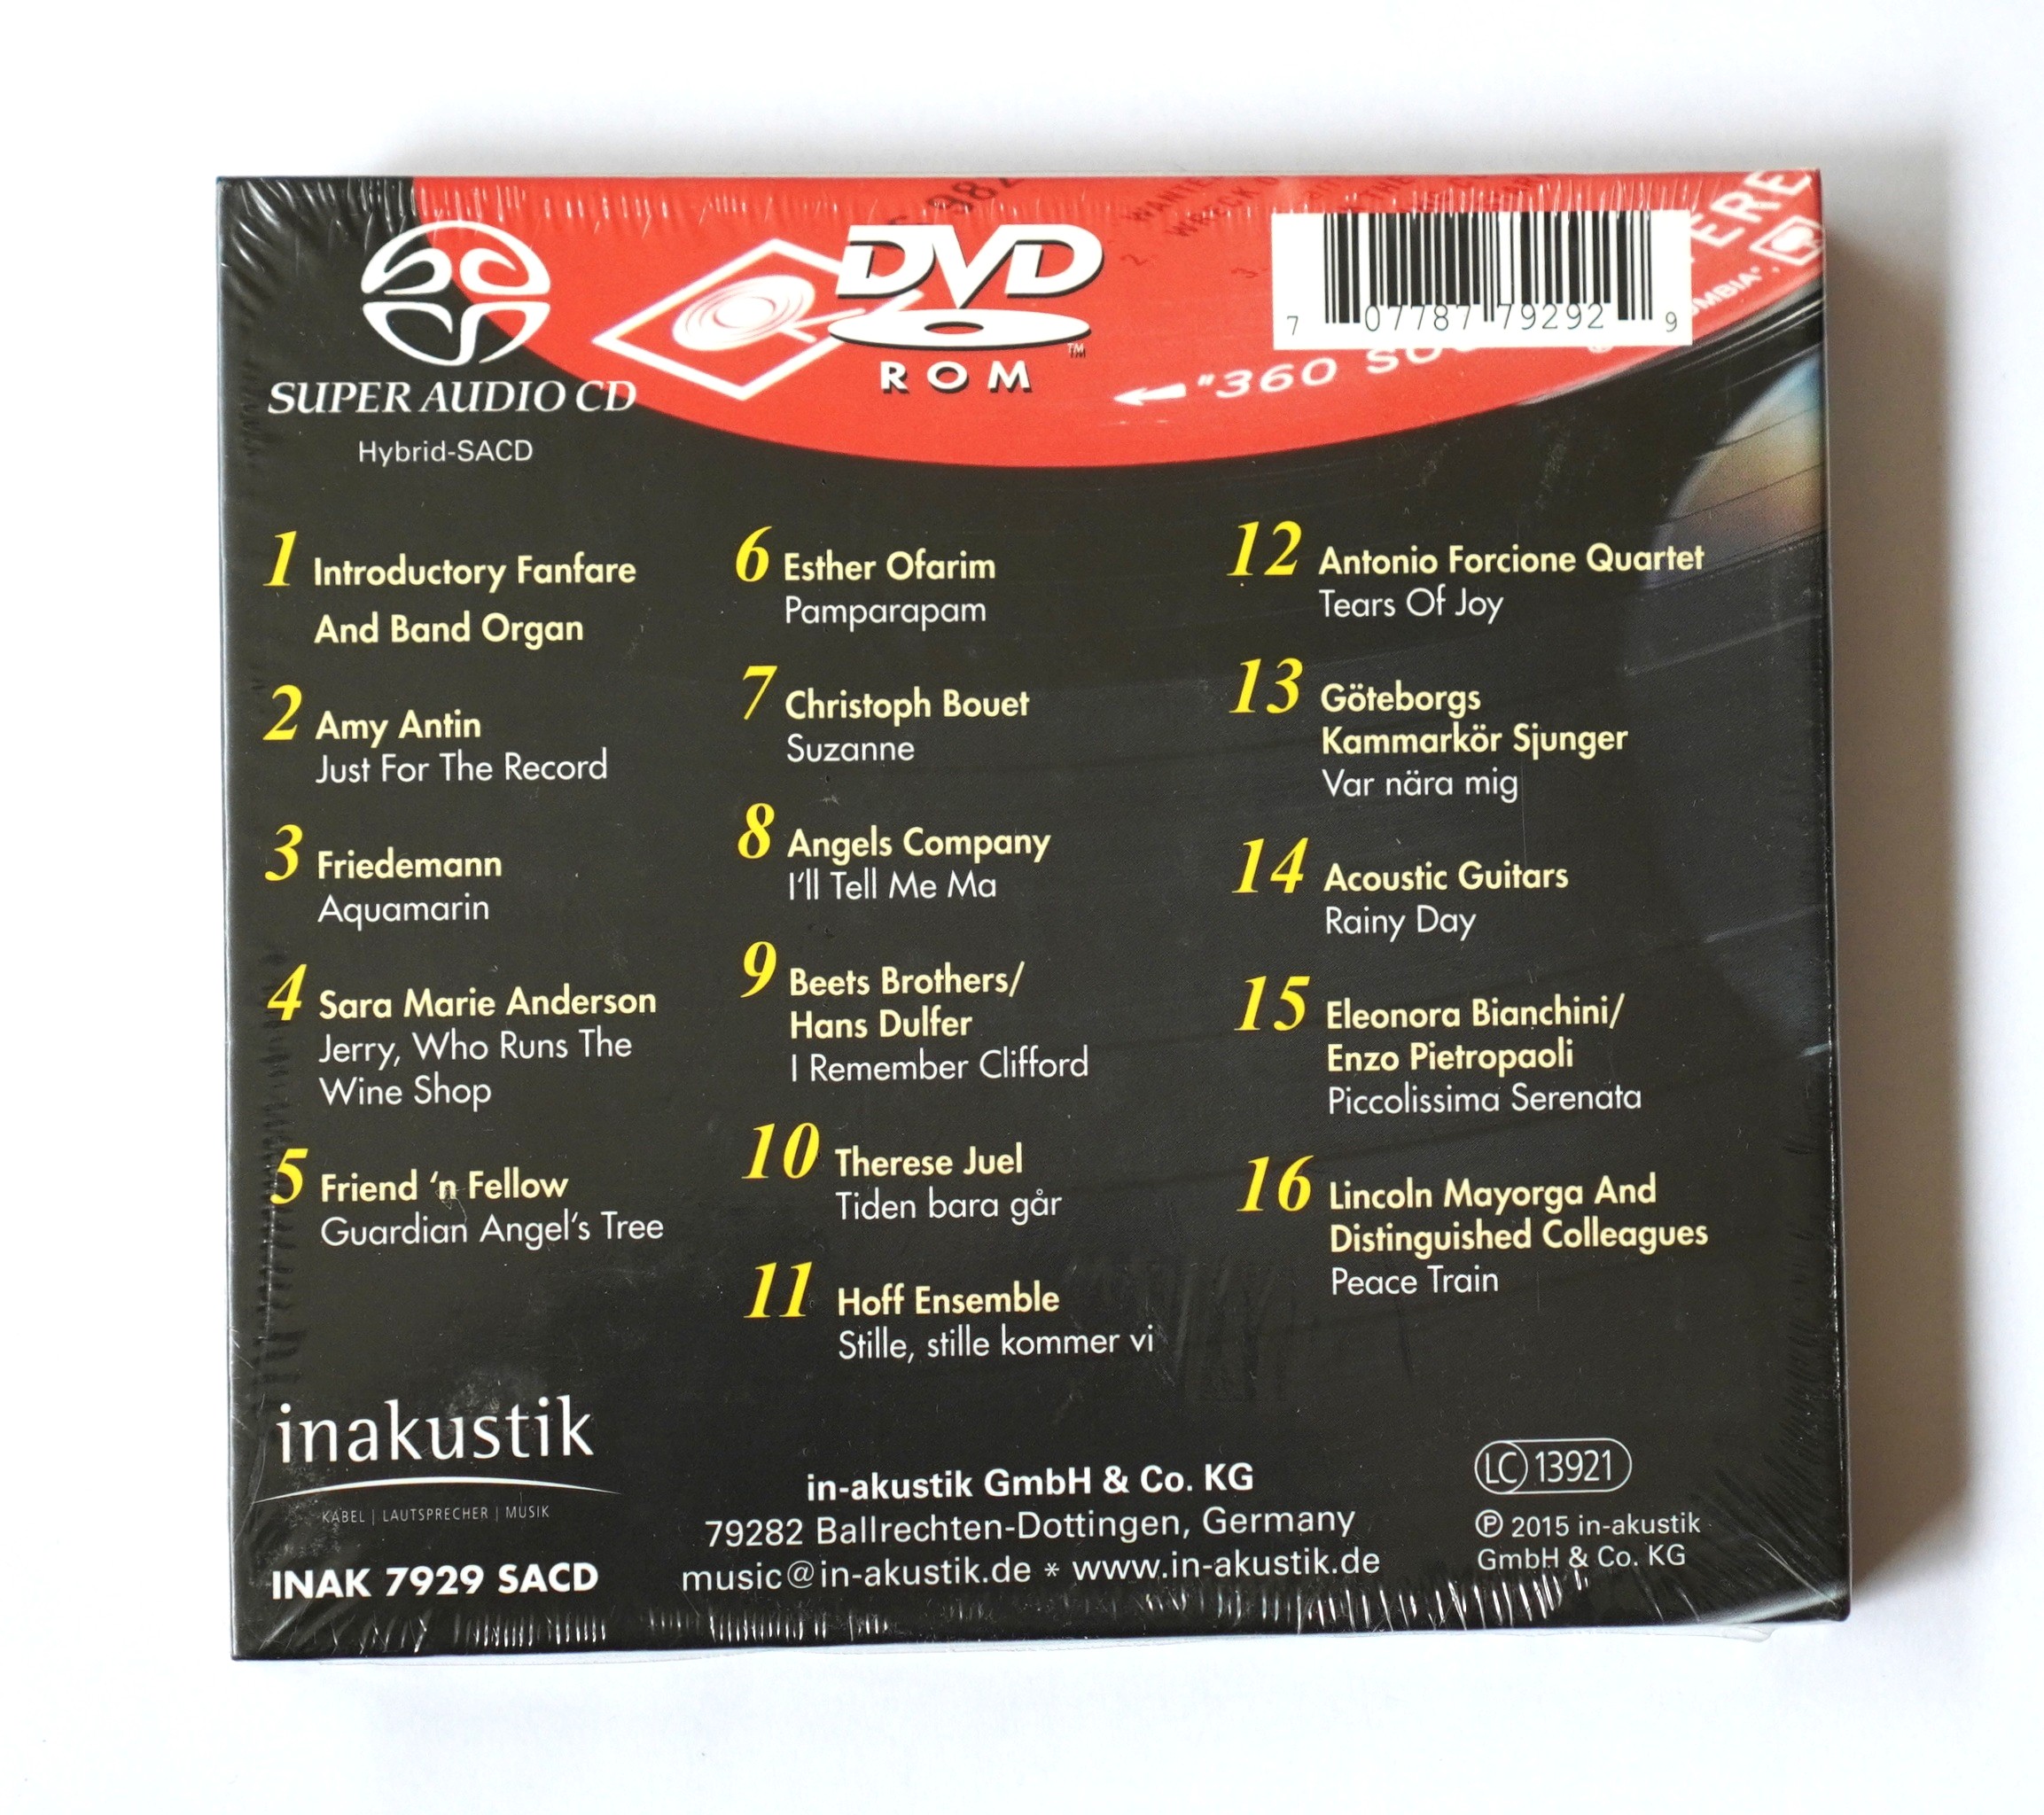 SUPER AUDIO CD
Hybrid-SACD
DVD
ROM
TM
"360 SOU
ERE
UMBIA"
7 07787 79292 9
1 Introductory Fanfare
And Band Organ
2 Amy Antin
Just For The Record
3 Friedemann
Aquamarin
4 Sara Marie Anderson
Jerry, Who Runs The
Wine Shop
5 Friend ‘n Fellow
Guardian Angel‘s Tree
6 Esther Ofarim
Pamparapam
7 Christoph Bouet
Suzanne
8 Angels Company
I‘ll Tell Me Ma
9 Beets Brothers/
Hans Dulfer
I Remember Clifford
10 Therese Juel
Tiden bara går
11 Hoff Ensemble
Stille, stille kommer vi
12 Antonio Forcione Quartet
Tears Of Joy
13 Göteborgs
Kammarkör Sjunger
Var nära mig
14 Acoustic Guitars
Rainy Day
15 Eleonora Bianchini/
Enzo Pietropaoli
Piccolissima Serenata
16 Lincoln Mayorga And
Distinguished Colleagues
Peace Train
inakustik
KABEL | LAUTSPRECHER | MUSIK
INAK 7929 SACD
in-akustik GmbH & Co. KG
79282 Ballrechten-Dottingen, Germany
music@in-akustik.de * www.in-akustik.de
LC 13921
℗ 2015 in-akustik
GmbH & Co. KG